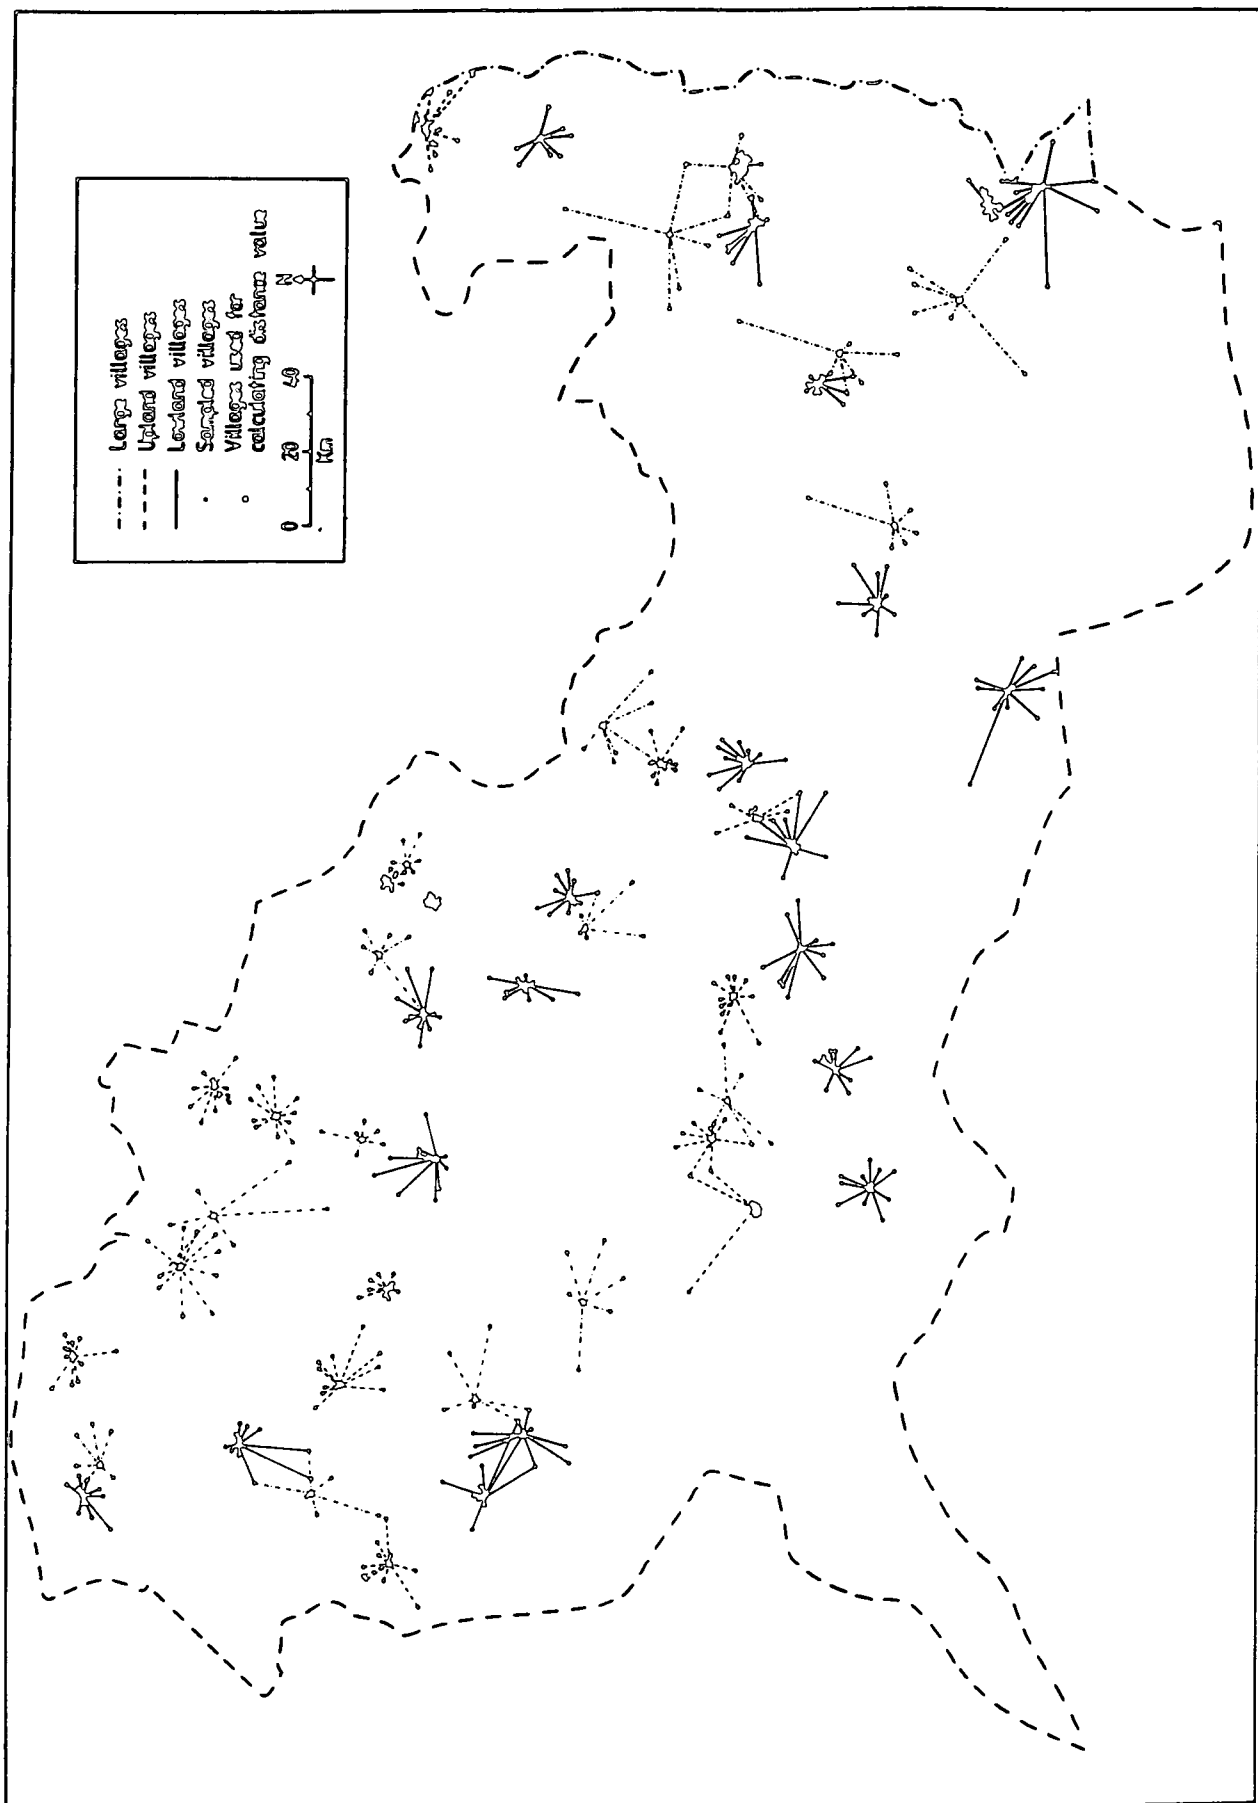 Large villages
Upland villages
Lowland villages
Sampled villages
Villages used for
calculating distance value
0 20 40
Km
N